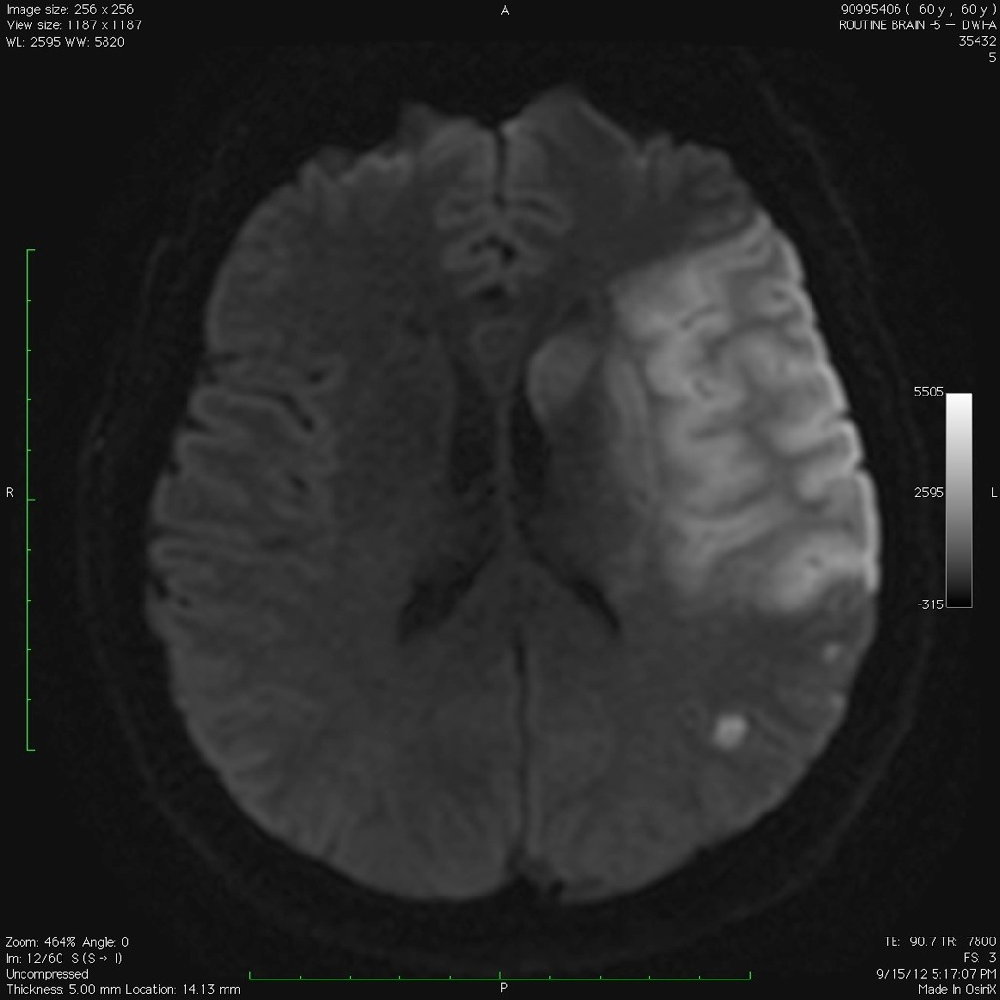 Image size: 256 x 256
View size: 1187 x 1187
WL: 2595 WW: 5820
A
90995406 ( 60 y , 60 y )
ROUTINE BRAIN -5 — DWI-A
35432
5
R
5505
2595
-315
L
Zoom: 464% Angle: 0
Im: 12/60 S (S -> I)
Uncompressed
Thickness: 5.00 mm Location: 14.13 mm
P
TE: 90.7 TR: 7800
FS: 3
9/15/12 5:17:07 PM
Made In OsiriX